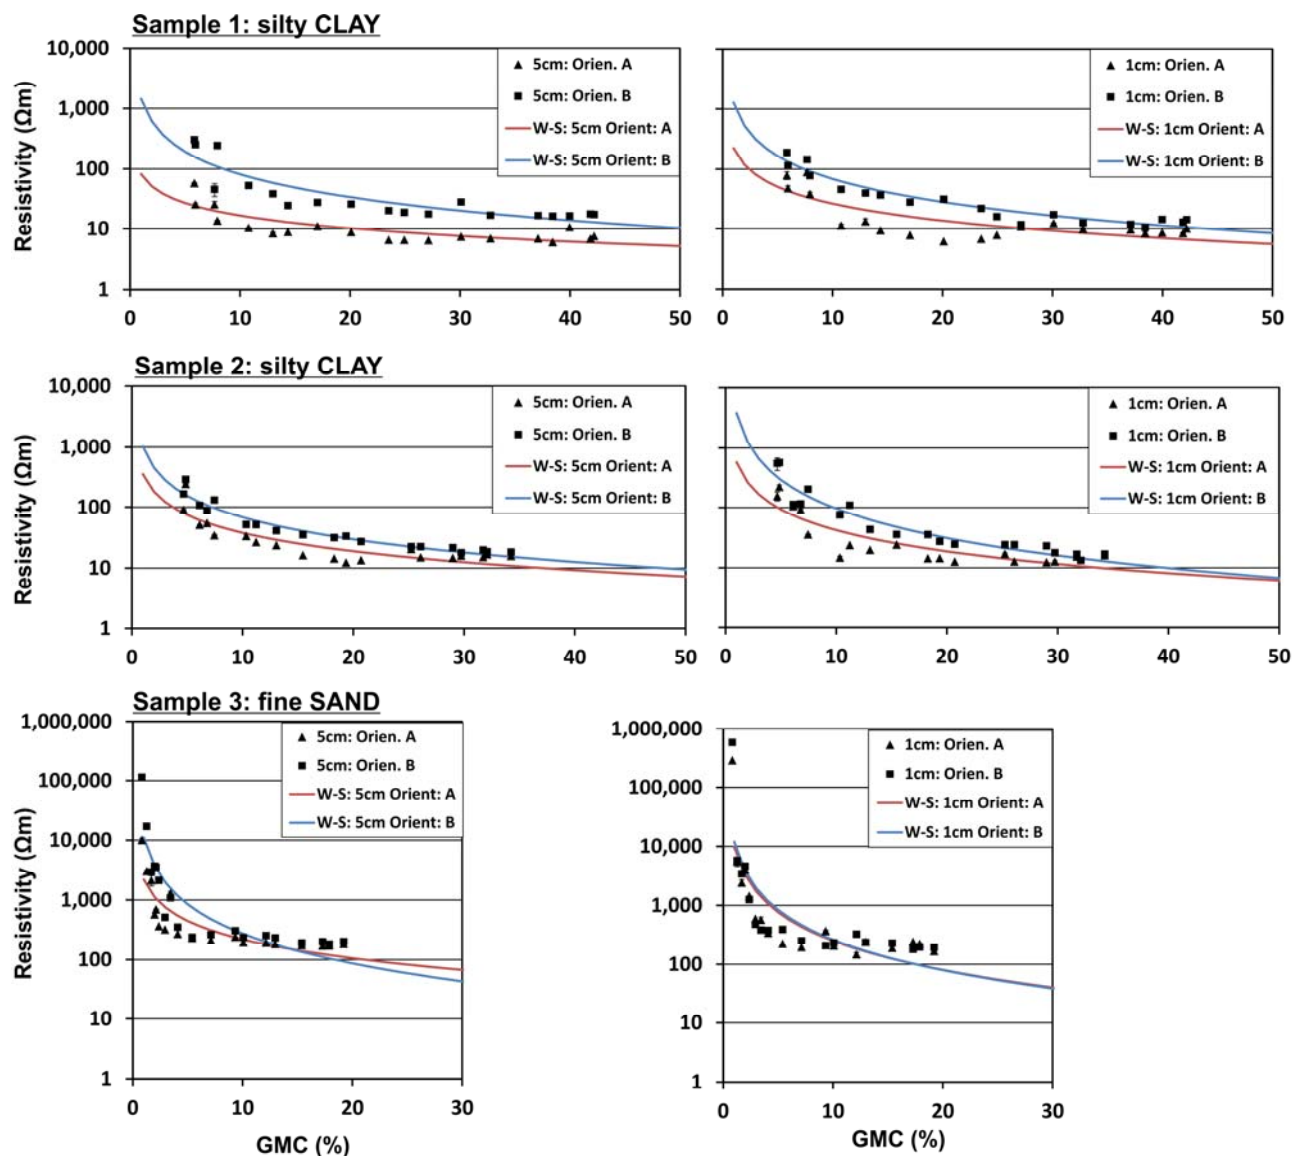 Sample 1: silty CLAY
Resistivity (Ωm)
10,000
1,000
100
10
1
0 10 20 30 40 50
5cm: Orien. A
5cm: Orien. B
W-S: 5cm Orient: A
W-S: 5cm Orient: B
1cm: Orien. A
1cm: Orien. B
W-S: 1cm Orient: A
W-S: 1cm Orient: B
0 10 20 30 40 50
Sample 2: silty CLAY
Resistivity (Ωm)
10,000
1,000
100
10
1
0 10 20 30 40 50
5cm: Orien. A
5cm: Orien. B
W-S: 5cm Orient: A
W-S: 5cm Orient: B
1cm: Orien. A
1cm: Orien. B
W-S: 1cm Orient: A
W-S: 1cm Orient: B
0 10 20 30 40 50
Sample 3: fine SAND
Resistivity (Ωm)
1,000,000
100,000
10,000
1,000
100
10
1
0 10 20 30
GMC (%)
5cm: Orien. A
5cm: Orien. B
W-S: 5cm Orient: A
W-S: 5cm Orient: B
1,000,000
100,000
10,000
1,000
100
10
1
0 10 20 30
GMC (%)
1cm: Orien. A
1cm: Orien. B
W-S: 1cm Orient: A
W-S: 1cm Orient: B